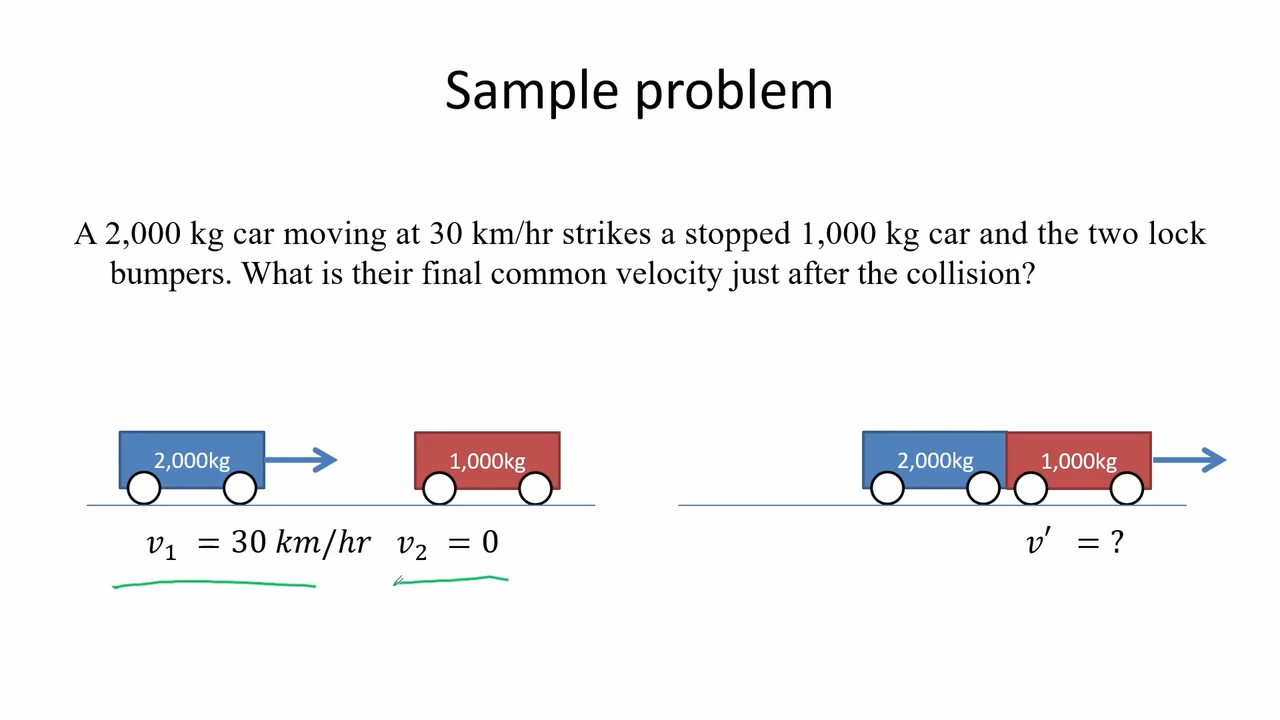 Sample problem
A 2,000 kg car moving at 30 km/hr strikes a stopped 1,000 kg car and the two lock
bumpers. What is their final common velocity just after the collision?
2,000kg 1,000kg 2,000kg 1,000kg
v₁ = 30 km/hr v₂ = 0 v′ = ?